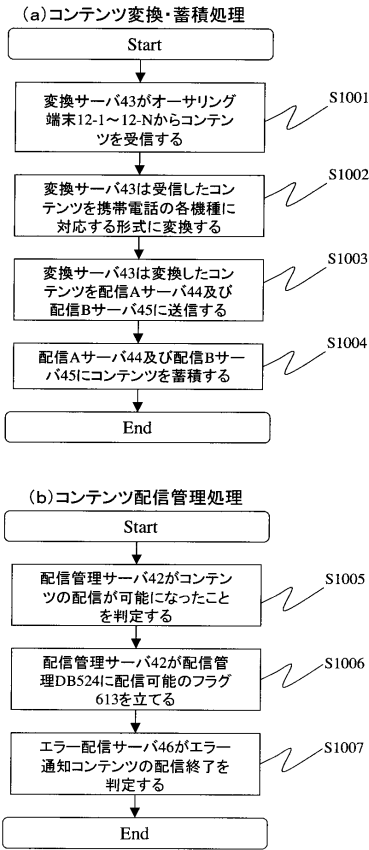 (a)コンテンツ変換・蓄積処理
Start
変換サーバ43がオーサリング
端末12-1～12-Nからコンテン
ツを受信する
S1001
変換サーバ43は受信したコン
テンツを携帯電話の各機種に
対応する形式に変換する
S1002
変換サーバ43は変換したコン
テンツを配信Aサーバ44及び
配信Bサーバ45に送信する
S1003
配信Aサーバ44及び配信Bサー
バ45にコンテンツを蓄積する
S1004
End
(b)コンテンツ配信管理処理
Start
配信管理サーバ42がコンテン
ツの配信が可能になったこと
を判定する
S1005
配信管理サーバ42が配信管
理DB524に配信可能のフラグ
613を立てる
S1006
エラー配信サーバ46がエラー
通知コンテンツの配信終了を
判定する
S1007
End